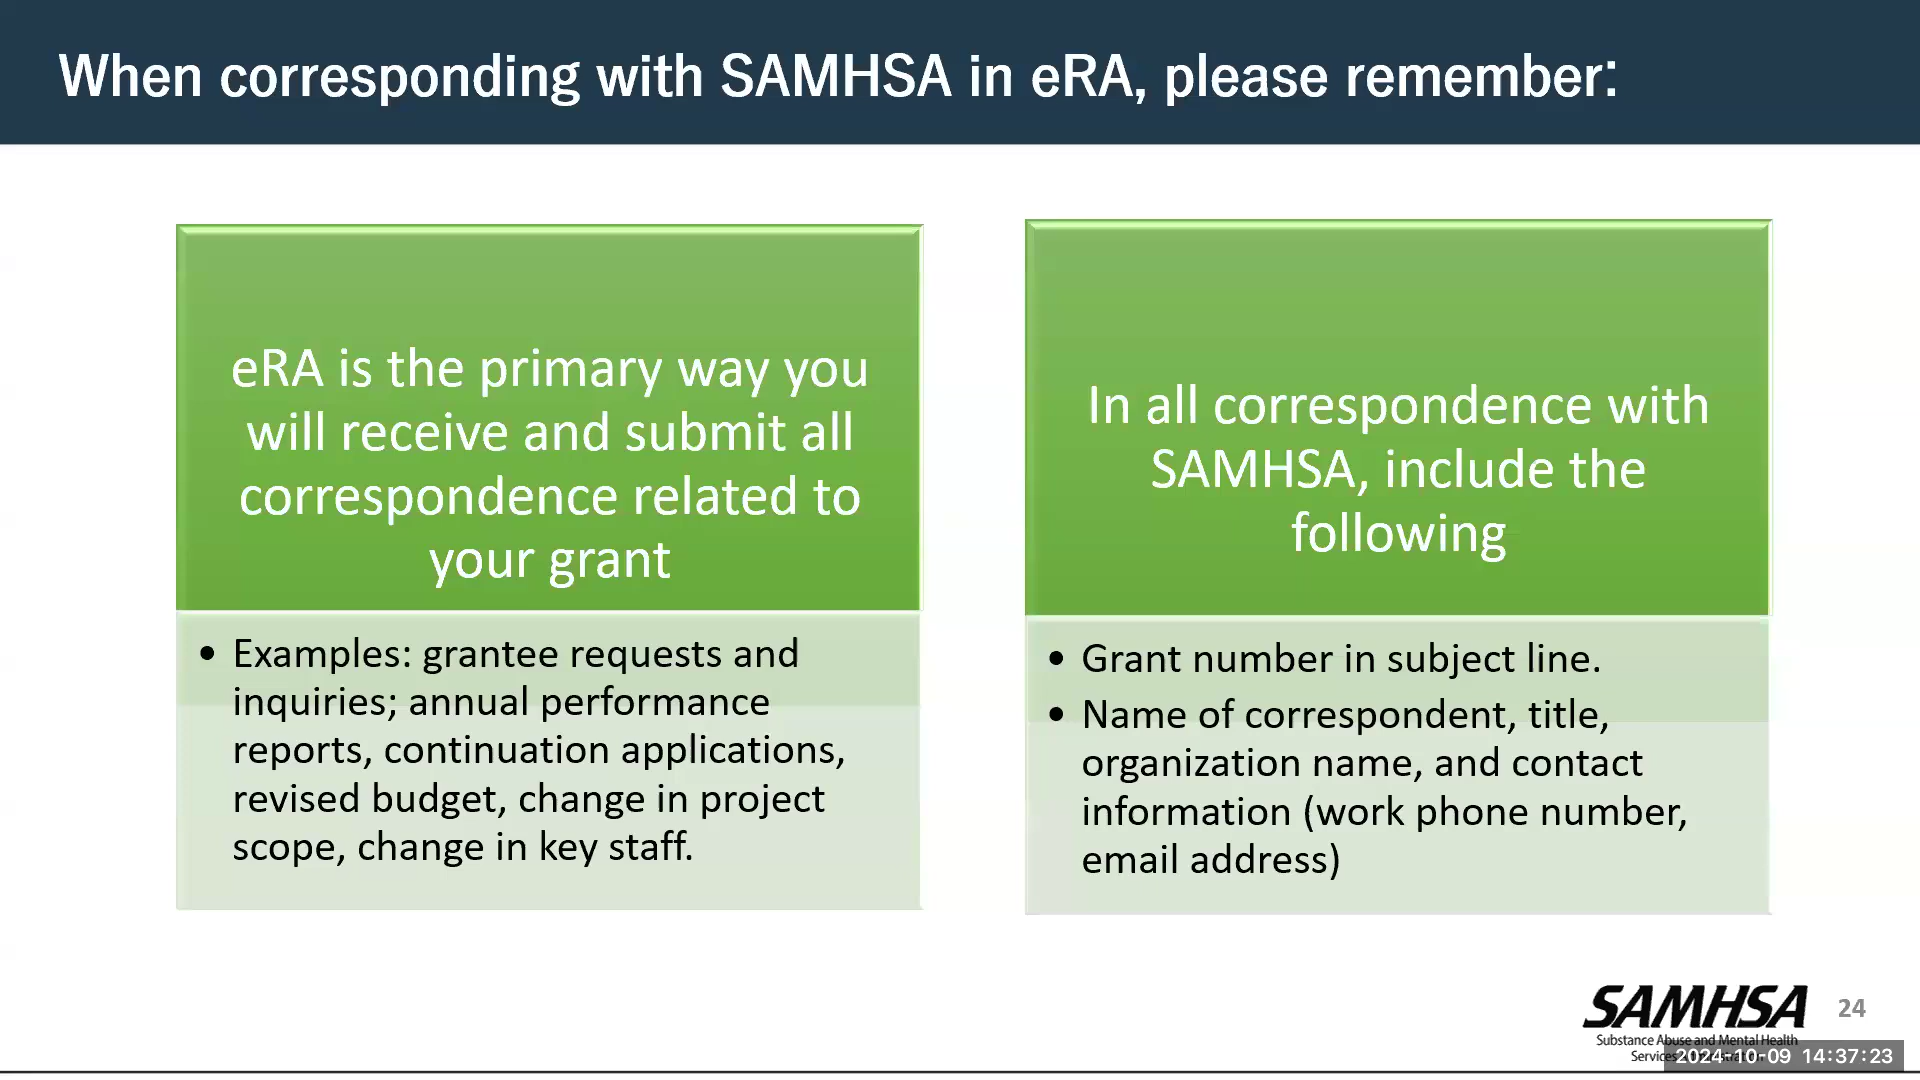 When corresponding with SAMHSA in eRA, please remember:
eRA is the primary way you
will receive and submit all
correspondence related to
your grant
• Examples: grantee requests and
inquiries; annual performance
reports, continuation applications,
revised budget, change in project
scope, change in key staff.
In all correspondence with
SAMHSA, include the
following
• Grant number in subject line.
• Name of correspondent, title,
organization name, and contact
information (work phone number,
email address)
SAMHSA
Substance Abuse and Mental Health
Services
24
2024-10-09 14:37:23